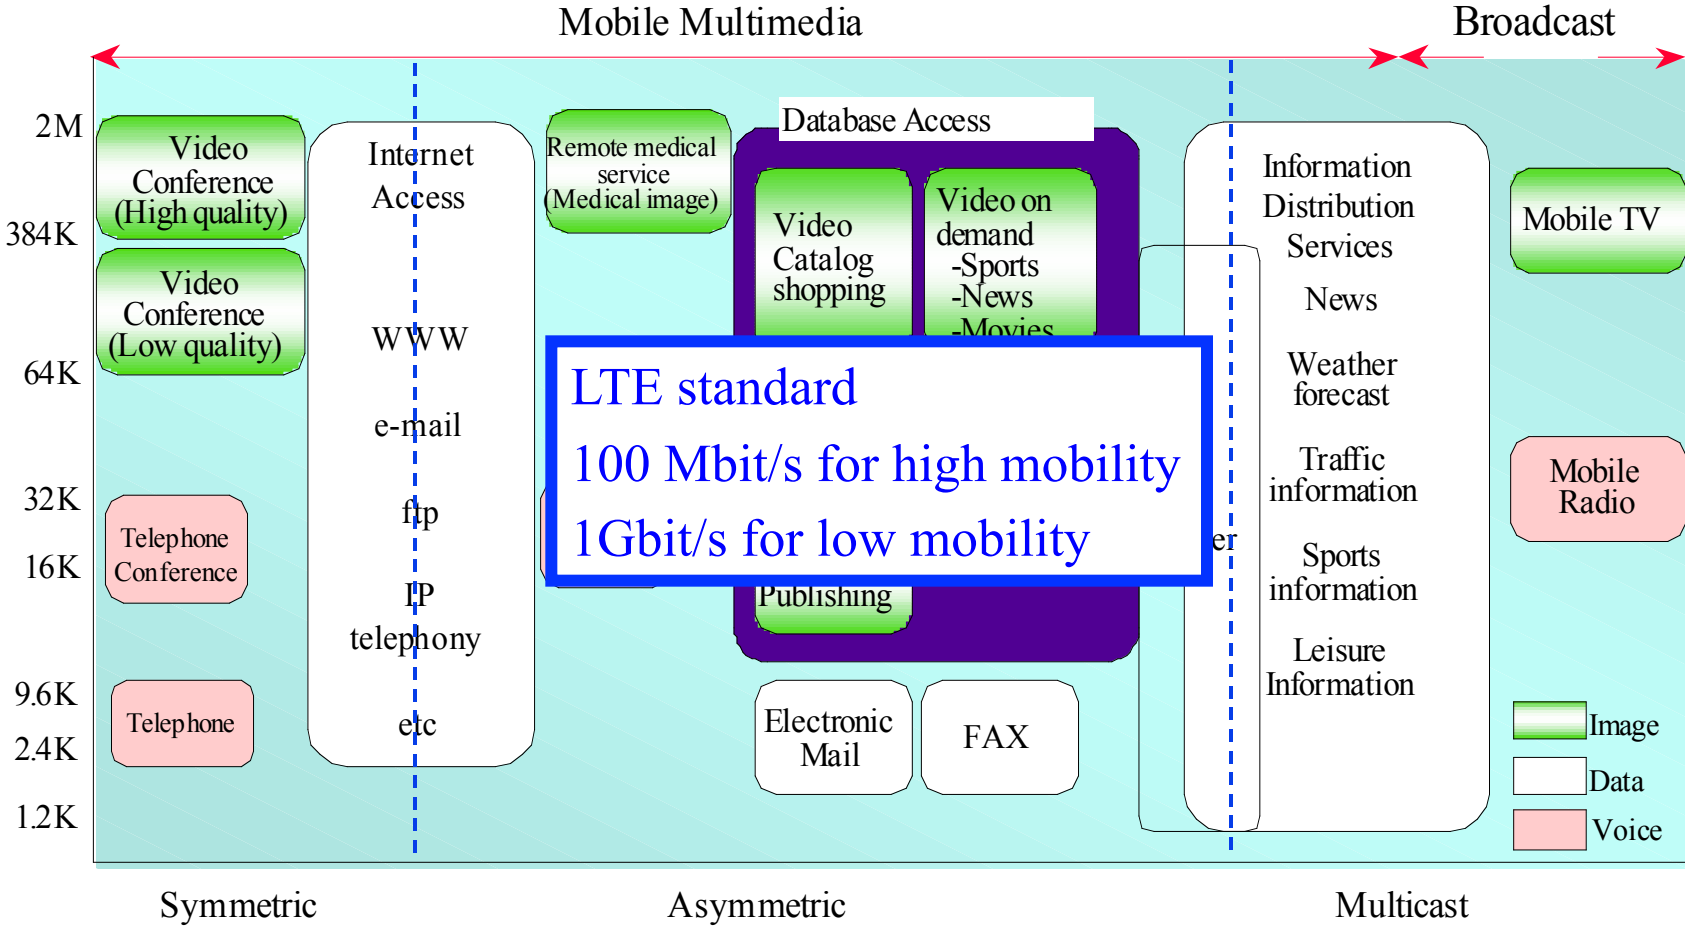 Mobile Multimedia
Broadcast
2M
384K
64K
32K
16K
9.6K
2.4K
1.2K
Video
Conference
(High quality)
Video
Conference
(Low quality)
Telephone
Conference
Telephone
Internet
Access
WWW
e-mail
ftp
IP
telephony
etc
Remote medical
service
(Medical image)
Database Access
Video
Catalog
shopping
Video on
demand
-Sports
-News
-Movies
LTE standard
100 Mbit/s for high mobility
1Gbit/s for low mobility
Publishing
Electronic
Mail
FAX
er
Information
Distribution
Services
News
Weather
forecast
Traffic
information
Sports
information
Leisure
Information
Mobile TV
Mobile
Radio
Image
Data
Voice
Symmetric
Asymmetric
Multicast